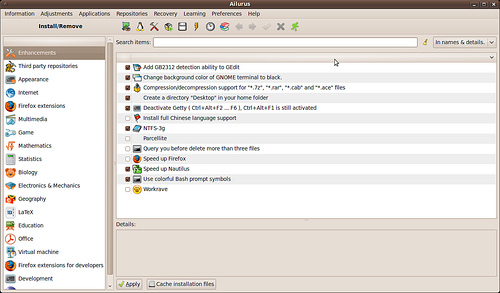 Ailurus
Information Adjustments Applications Repositories Recovery Learning Preferences Help
Install/Remove
Search items:
In names & details.
Enhancements
Third party repositories
Appearance
Internet
Firefox extensions
Multimedia
Game
Mathematics
Statistics
Biology
Electronics & Mechanics
Geography
LaTeX
Education
Office
Virtual machine
Firefox extensions for developers
Development
Add GB2312 detection ability to GEdit
Change background color of GNOME terminal to black.
Compression/decompression support for "*.7z", "*.rar", "*.cab" and "*.ace" files
Create a directory "Desktop" in your home folder
Deactivate Getty ( Ctrl+Alt+F2 ... F6 ), Ctrl+Alt+F1 is still activated
Install full Chinese language support
NTFS-3g
Parcellite
Query you before delete more than three files
Speed up Firefox
Speed up Nautilus
Use colorful Bash prompt symbols
Workrave
Details:
Apply
Cache installation files